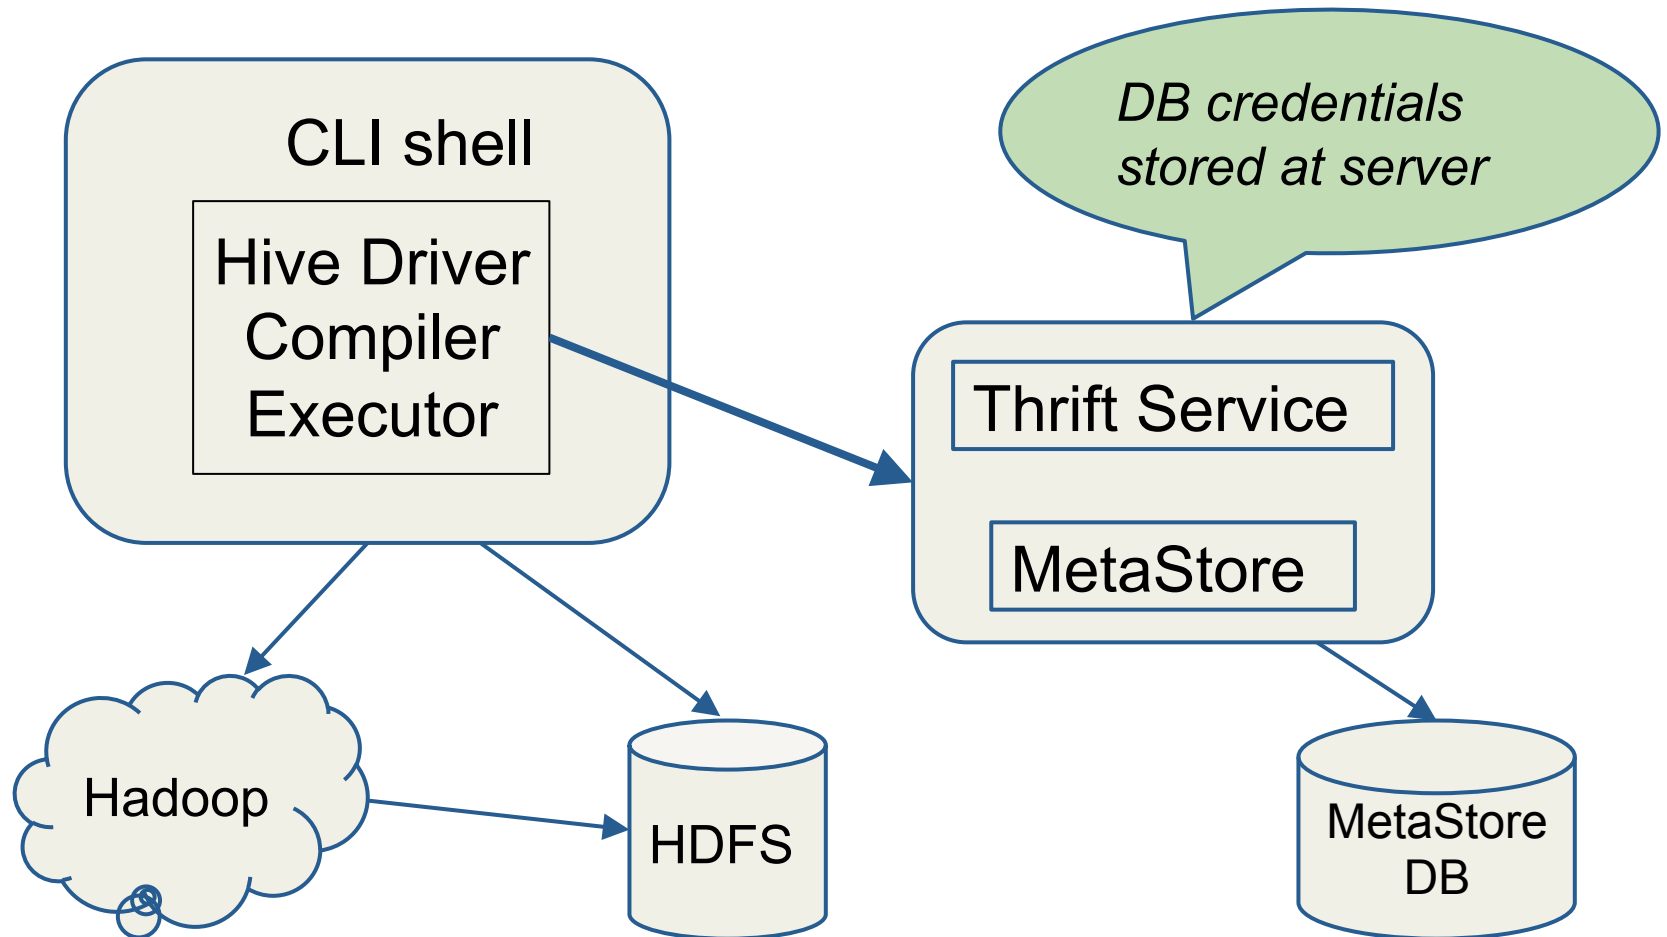 CLI shell
Hive Driver
Compiler
Executor
DB credentials
stored at server
Thrift Service
MetaStore
Hadoop
HDFS
MetaStore
DB